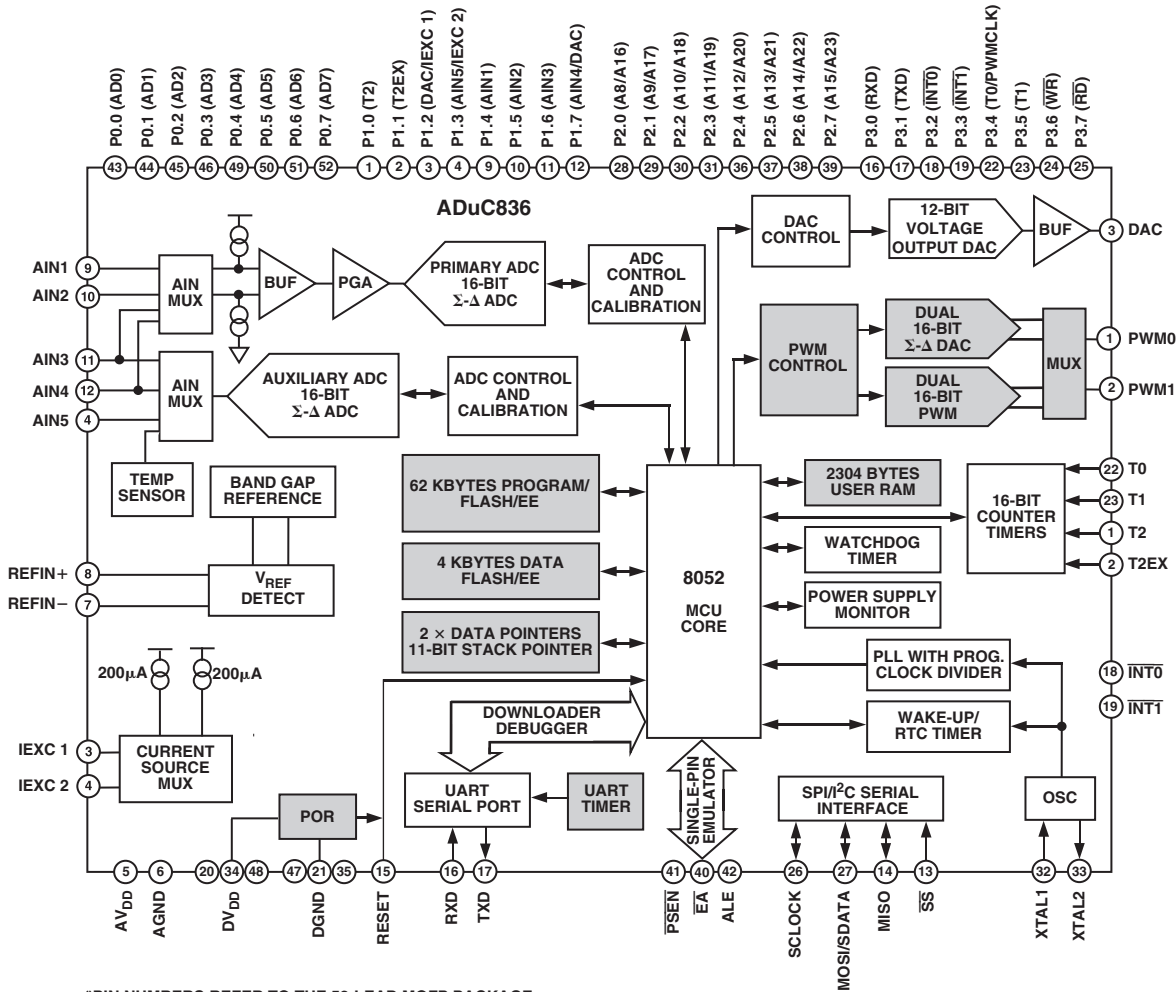 P0.0 (AD0)
P0.1 (AD1)
P0.2 (AD2)
P0.3 (AD3)
P0.4 (AD4)
P0.5 (AD5)
P0.6 (AD6)
P0.7 (AD7)
P1.0 (T2)
P1.1 (T2EX)
P1.2 (DAC/IEXC 1)
P1.3 (AIN5/IEXC 2)
P1.4 (AIN1)
P1.5 (AIN2)
P1.6 (AIN3)
P1.7 (AIN4/DAC)
P2.0 (A8/A16)
P2.1 (A9/A17)
P2.2 (A10/A18)
P2.3 (A11/A19)
P2.4 (A12/A20)
P2.5 (A13/A21)
P2.6 (A14/A22)
P2.7 (A15/A23)
P3.0 (RXD)
P3.1 (TXD)
P3.2 (INT0)
P3.3 (INT1)
P3.4 (T0/PWMCLK)
P3.5 (T1)
P3.6 (WR)
P3.7 (RD)
43 44 45 46 49 50 51 52 1 2 3 4 9 10 11 12 28 29 30 31 36 37 38 39 16 17 18 19 22 23 24 25
ADuC836
AIN1 9
AIN2 10
AIN3 11
AIN4 12
AIN5 4
AIN
MUX
BUF
PGA
PRIMARY ADC
16-BIT
Σ-Δ ADC
ADC
CONTROL
AND
CALIBRATION
AIN
MUX
AUXILIARY ADC
16-BIT
Σ-Δ ADC
ADC CONTROL
AND
CALIBRATION
TEMP
SENSOR
BAND GAP
REFERENCE
REFIN+ 8
REFIN− 7
VREF
DETECT
200µA
200µA
IEXC 1 3
IEXC 2 4
CURRENT
SOURCE
MUX
DAC
CONTROL
12-BIT
VOLTAGE
OUTPUT DAC
BUF
3 DAC
PWM
CONTROL
DUAL
16-BIT
Σ-Δ DAC
DUAL
16-BIT
PWM
MUX
1 PWM0
2 PWM1
62 KBYTES PROGRAM/
FLASH/EE
4 KBYTES DATA
FLASH/EE
2 × DATA POINTERS
11-BIT STACK POINTER
8052
MCU
CORE
2304 BYTES
USER RAM
WATCHDOG
TIMER
POWER SUPPLY
MONITOR
PLL WITH PROG.
CLOCK DIVIDER
WAKE-UP/
RTC TIMER
16-BIT
COUNTER
TIMERS
22 T0
23 T1
1 T2
2 T2EX
18 INT0
19 INT1
DOWNLOADER
DEBUGGER
POR
UART
SERIAL PORT
UART
TIMER
SINGLE-PIN
EMULATOR
SPI/I²C SERIAL
INTERFACE
OSC
5 6 20 34 48 47 21 35 15 16 17 41 40 42 26 27 14 13 32 33
AVDD
AGND
DVDD
DGND
RESET
RXD
TXD
PSEN
EA
ALE
SCLOCK
MOSI/SDATA
MISO
SS
XTAL1
XTAL2